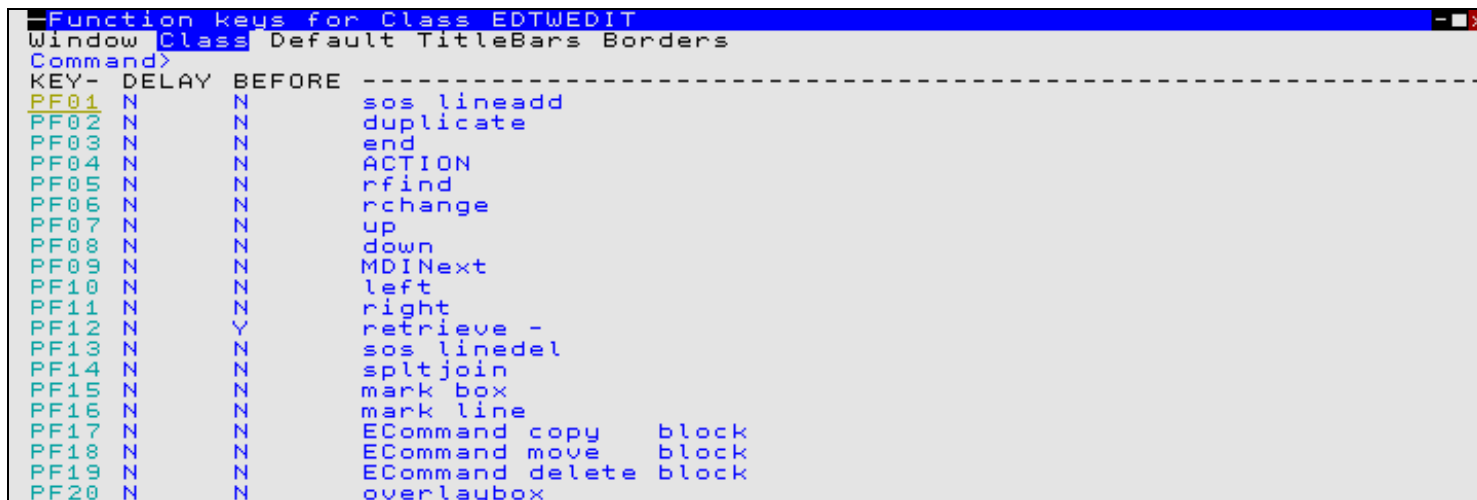 Function keys for Class EDTWEDIT
Window Class Default TitleBars Borders
Command>
KEY- DELAY BEFORE -------------------------------------------------------------
PF01 N N sos lineadd
PF02 N N duplicate
PF03 N N end
PF04 N N ACTION
PF05 N N rfind
PF06 N N rchange
PF07 N N up
PF08 N N down
PF09 N N MDINext
PF10 N N left
PF11 N N right
PF12 N Y retrieve -
PF13 N N sos linedel
PF14 N N spltjoin
PF15 N N mark box
PF16 N N mark line
PF17 N N ECommand copy   block
PF18 N N ECommand move   block
PF19 N N ECommand delete block
PF20 N N overlaybox